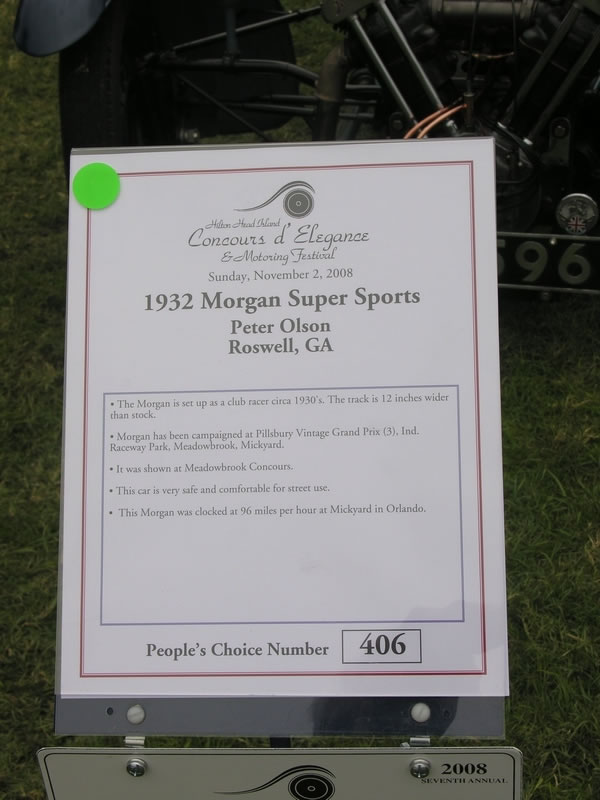 Hilton Head Island
Concours d'Elegance
& Motoring Festival
Sunday, November 2, 2008
1932 Morgan Super Sports
Peter Olson
Roswell, GA
• The Morgan is set up as a club racer circa 1930's. The track is 12 inches wider
than stock.
• Morgan has been campaigned at Pillsbury Vintage Grand Prix (3), Ind.
Raceway Park, Meadowbrook, Mickyard.
• It was shown at Meadowbrook Concours.
• This car is very safe and comfortable for street use.
• This Morgan was clocked at 96 miles per hour at Mickyard in Orlando.
People's Choice Number 406
596
2008
SEVENTH ANNUAL